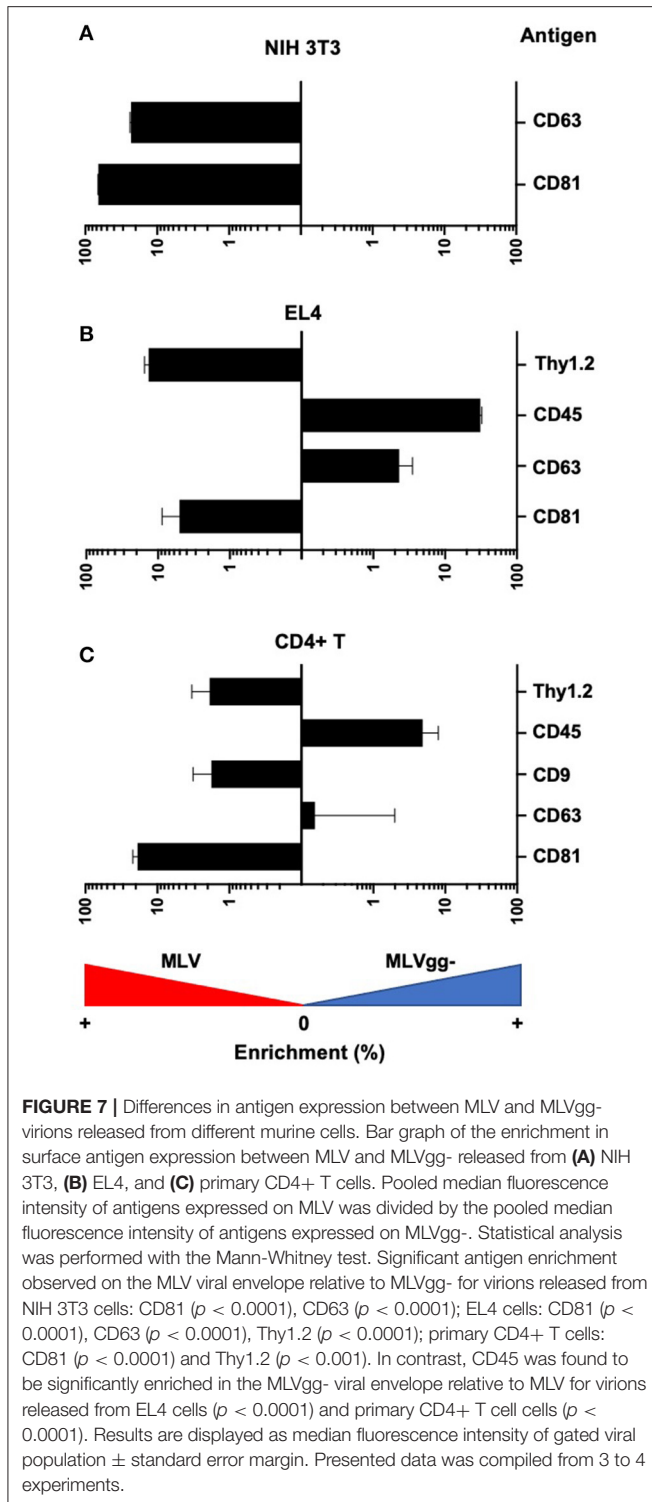 A
NIH 3T3
Antigen
CD63
CD81
100 10 1 1 10 100
B
EL4
Thy1.2
CD45
CD63
CD81
100 10 1 1 10 100
C
CD4+ T
Thy1.2
CD45
CD9
CD63
CD81
100 10 1 1 10 100
MLV MLVgg-
+ 0 +
Enrichment (%)
FIGURE 7 | Differences in antigen expression between MLV and MLVgg-
virions released from different murine cells. Bar graph of the enrichment in
surface antigen expression between MLV and MLVgg- released from (A) NIH
3T3, (B) EL4, and (C) primary CD4+ T cells. Pooled median fluorescence
intensity of antigens expressed on MLV was divided by the pooled median
fluorescence intensity of antigens expressed on MLVgg-. Statistical analysis
was performed with the Mann-Whitney test. Significant antigen enrichment
observed on the MLV viral envelope relative to MLVgg- for virions released from
NIH 3T3 cells: CD81 (p < 0.0001), CD63 (p < 0.0001); EL4 cells: CD81 (p <
0.0001), CD63 (p < 0.0001), Thy1.2 (p < 0.0001); primary CD4+ T cells:
CD81 (p < 0.0001) and Thy1.2 (p < 0.001). In contrast, CD45 was found to
be significantly enriched in the MLVgg- viral envelope relative to MLV for virions
released from EL4 cells (p < 0.0001) and primary CD4+ T cell cells (p <
0.0001). Results are displayed as median fluorescence intensity of gated viral
population ± standard error margin. Presented data was compiled from 3 to 4
experiments.